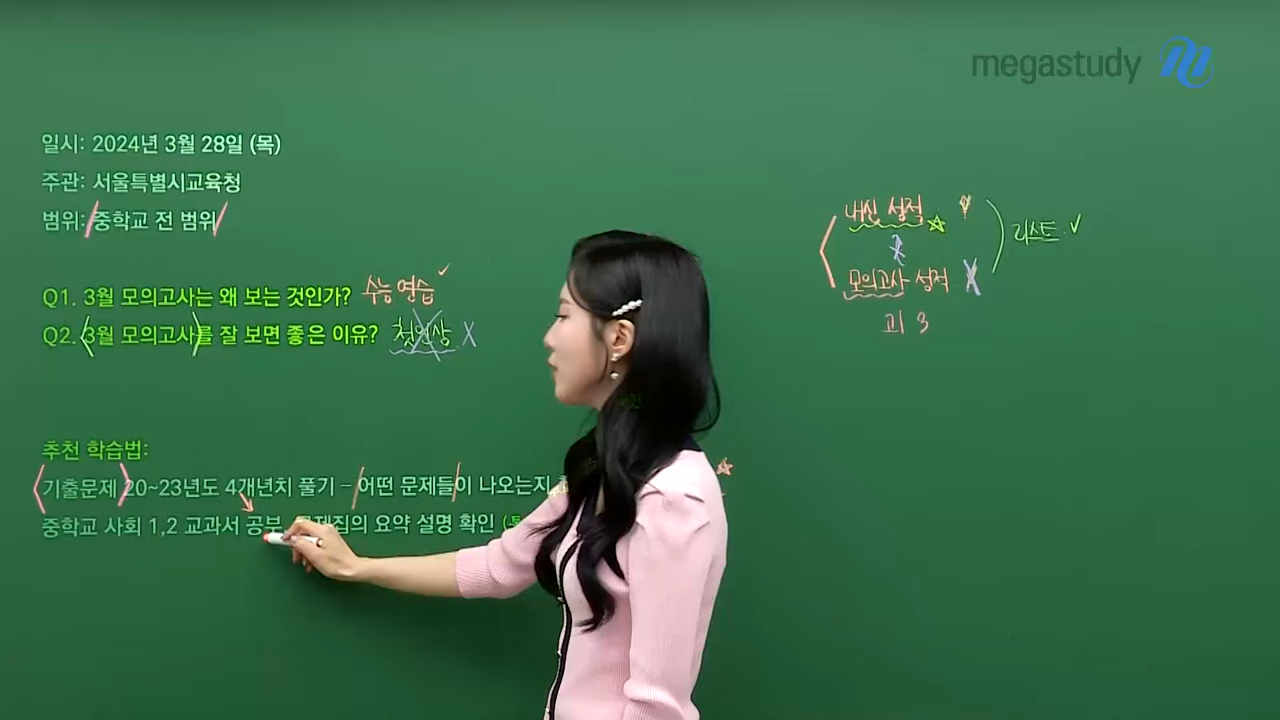 megastudy
일시: 2024년 3월 28일 (목)
주관: 서울특별시교육청
범위: 중학교 전 범위
Q1. 3월 모의고사는 왜 보는 것인가? 수능 연습
Q2. 3월 모의고사를 잘 보면 좋은 이유? 첫인상 X
추천 학습법:
기출문제 20~23년도 4개년치 풀기 – 어떤 문제들이 나오는지
중학교 사회 1,2 교과서 공부, 문제집의 요약 설명 확인
내신 성적
모의고사 성적
리스트
고 3